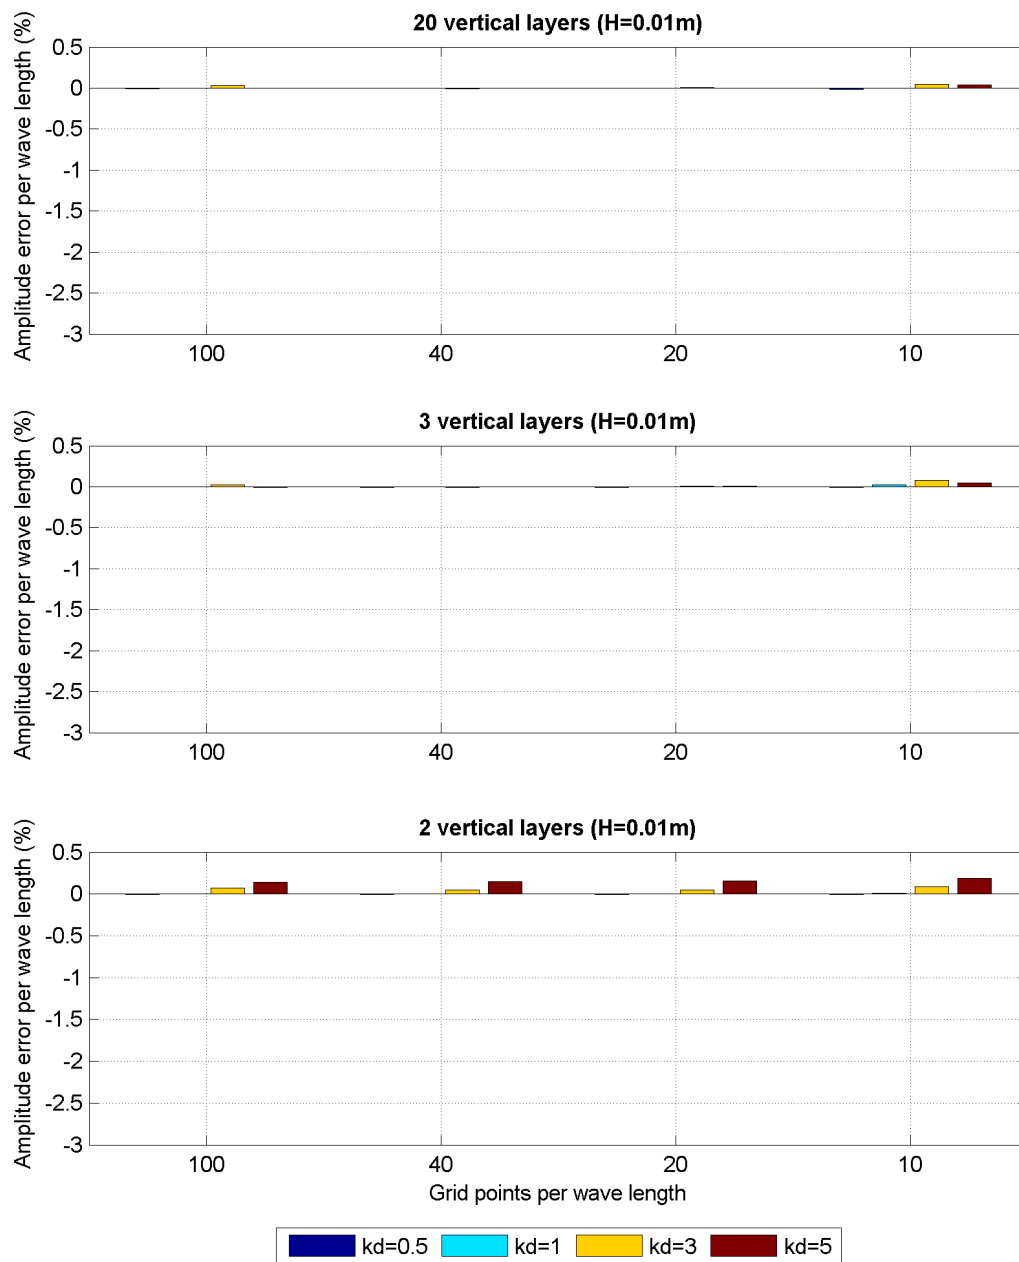 20 vertical layers (H=0.01m)
Amplitude error per wave length (%)
0.5
0
-0.5
-1
-1.5
-2
-2.5
-3
100 40 20 10
3 vertical layers (H=0.01m)
Amplitude error per wave length (%)
0.5
0
-0.5
-1
-1.5
-2
-2.5
-3
100 40 20 10
2 vertical layers (H=0.01m)
Amplitude error per wave length (%)
0.5
0
-0.5
-1
-1.5
-2
-2.5
-3
100 40 20 10
Grid points per wave length
kd=0.5 kd=1 kd=3 kd=5